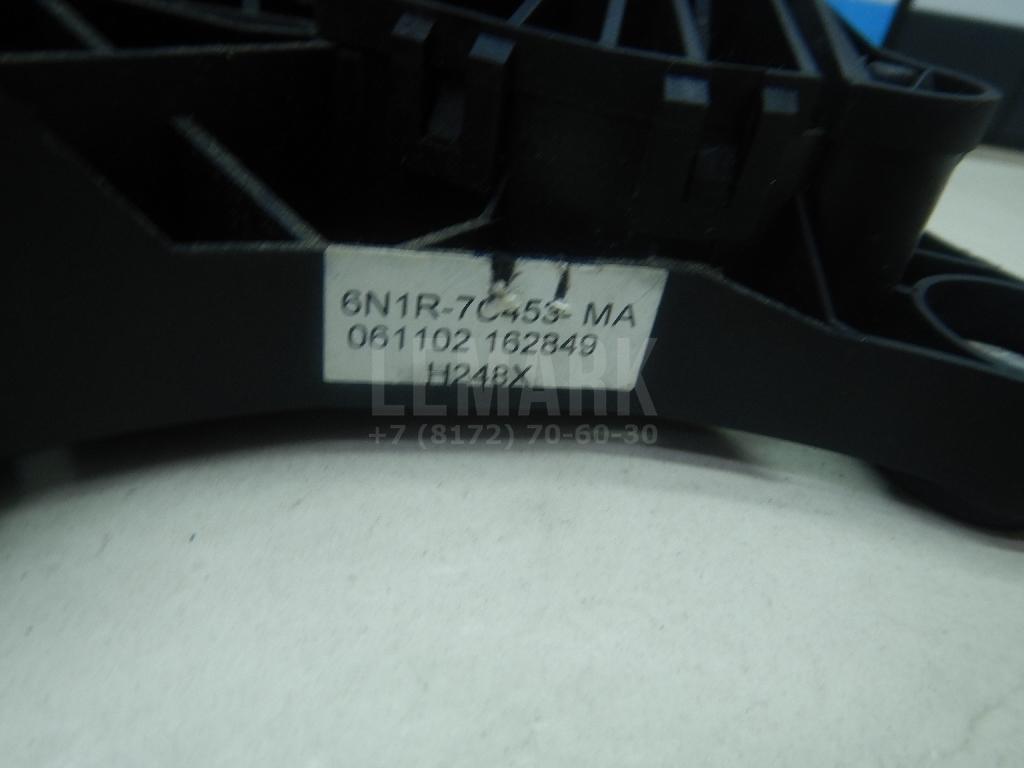 6N1R-7C453- MA
061102 162849
H248X
LEMARK
+7 (8172) 70-60-30